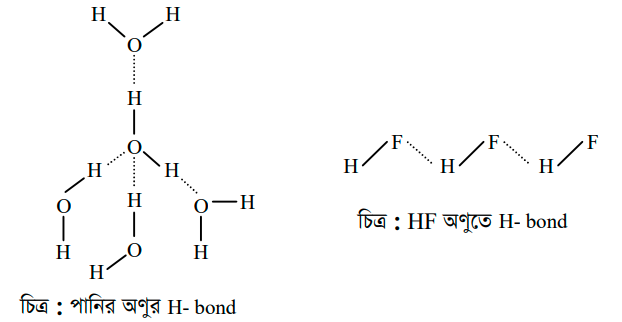 H H
O
H
O
H H
H
O O H
H O H
H
চিত্র : পানির অণুর H- bond
F F F
H H H
চিত্র : HF অণুতে H- bond